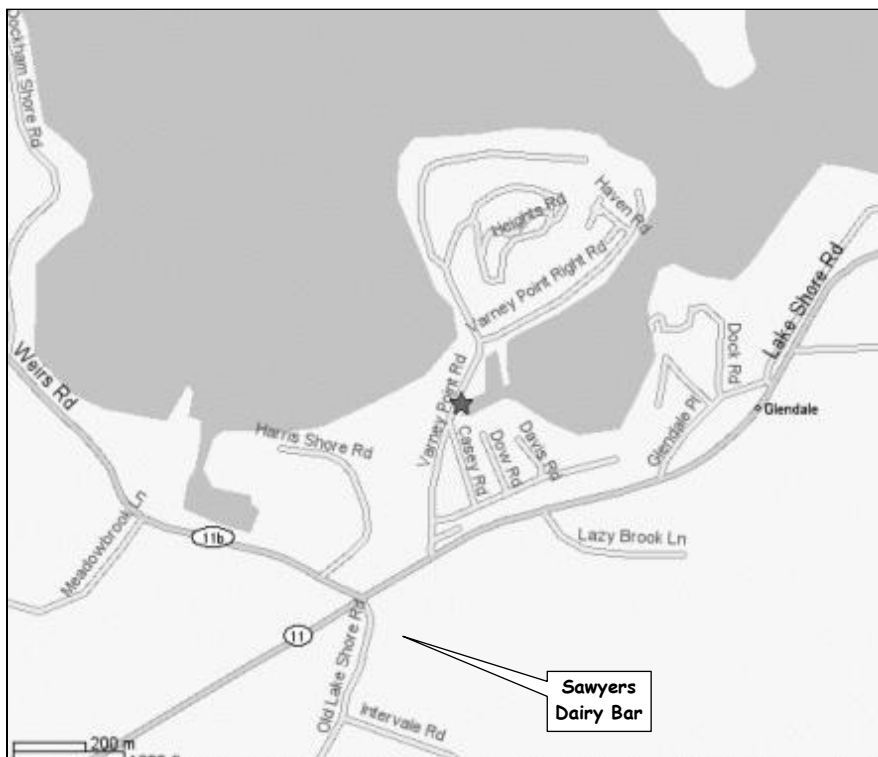 Dockham Shore Rd
Heights Rd
Haven Rd
Varney Point Right Rd
Lake Shore Rd
Dock Rd
Weirs Rd
Varney Point Rd
Glendale
Glendale Pl
Harris Shore Rd
Casey Rd
Dow Rd
Davis Rd
Meadowbrook Ln
11b
Lazy Brook Ln
11
Old Lake Shore Rd
Sawyers
Dairy Bar
Intervale Rd
200 m